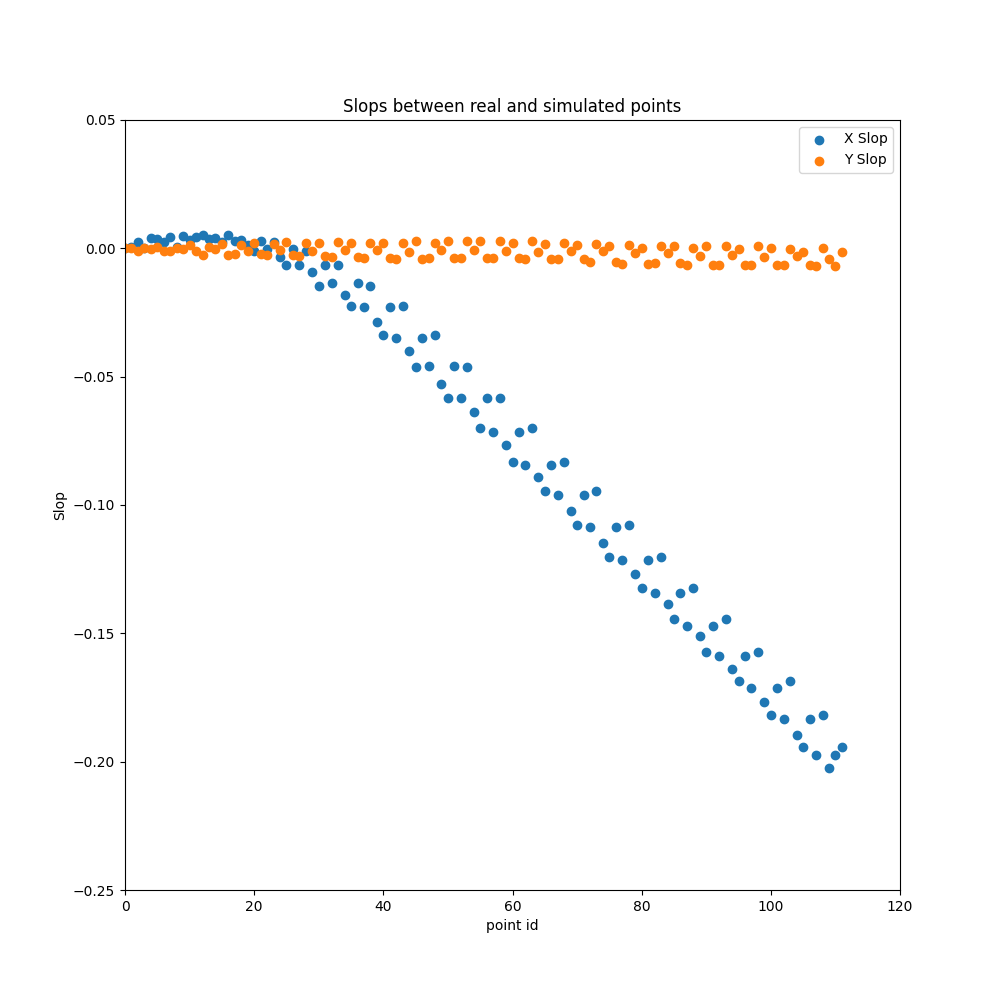 Slops between real and simulated points
X Slop
Y Slop
0.05
0.00
−0.05
−0.10
−0.15
−0.20
−0.25
Slop
0 20 40 60 80 100 120
point id